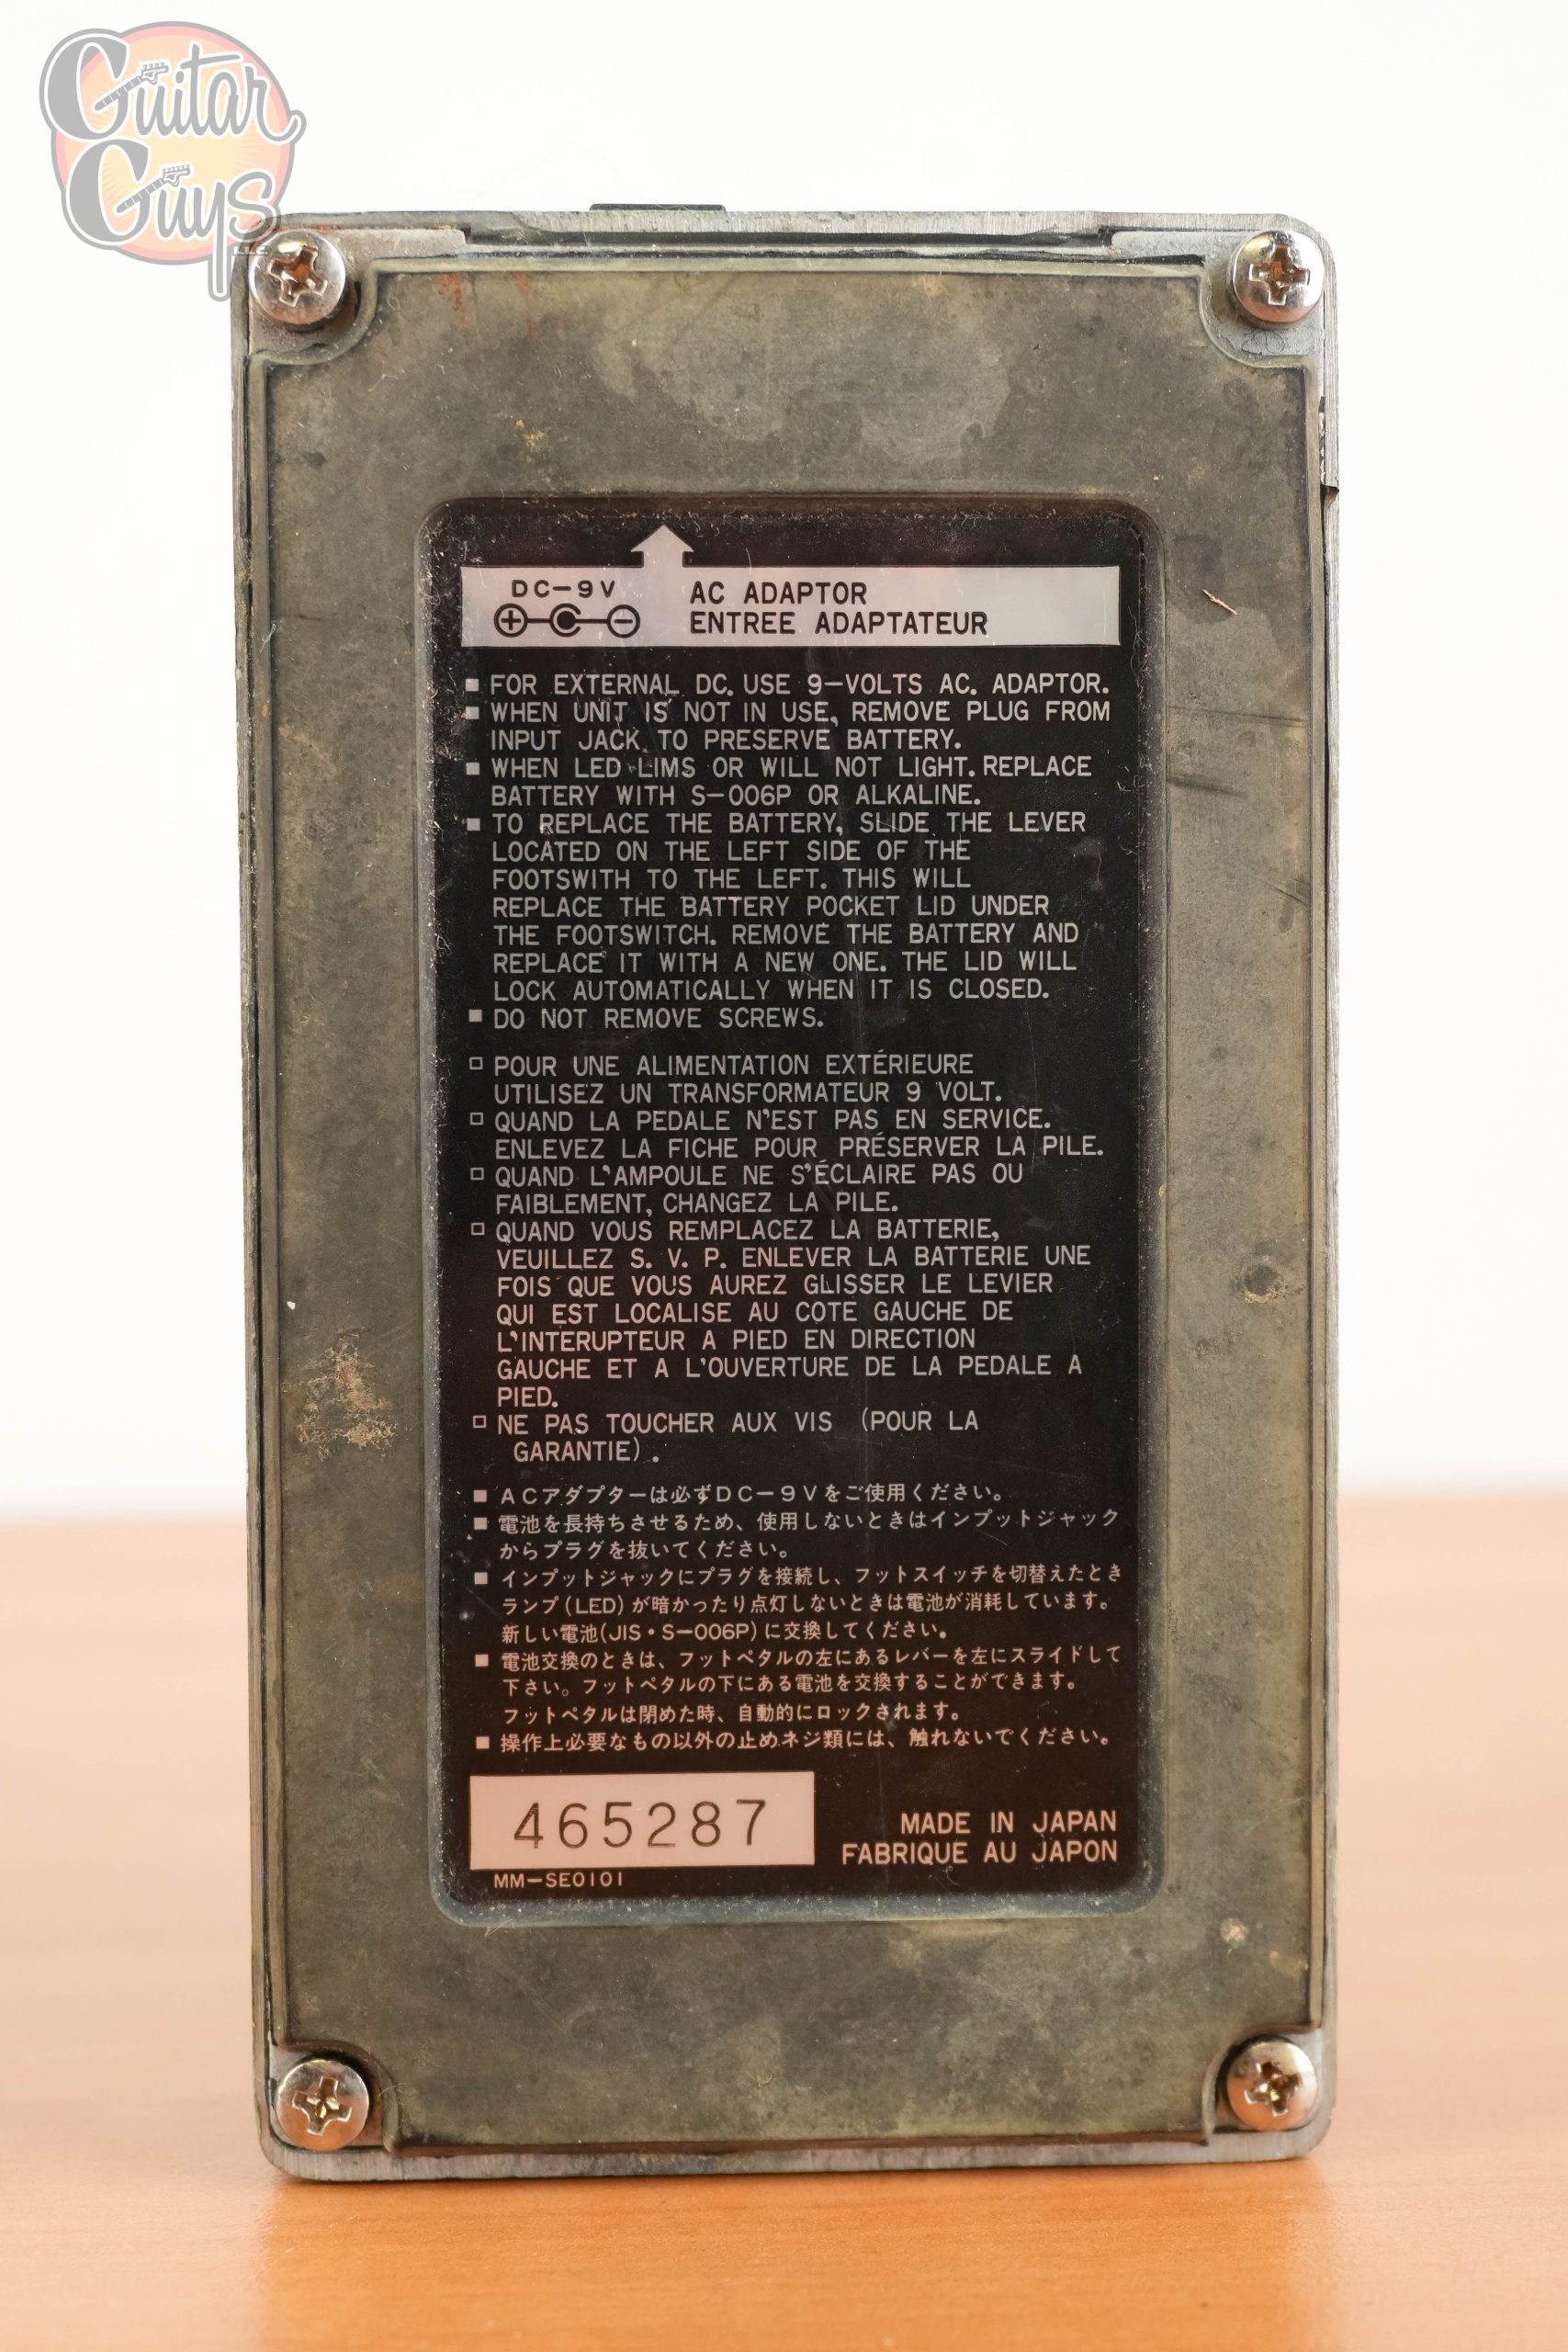 Guitar
Guys
DC-9V
AC ADAPTOR
ENTREE ADAPTATEUR
■ FOR EXTERNAL DC. USE 9-VOLTS AC. ADAPTOR.
■ WHEN UNIT IS NOT IN USE, REMOVE PLUG FROM
INPUT JACK TO PRESERVE BATTERY.
■ WHEN LED LIMS OR WILL NOT LIGHT. REPLACE
BATTERY WITH S-006P OR ALKALINE.
■ TO REPLACE THE BATTERY, SLIDE THE LEVER
LOCATED ON THE LEFT SIDE OF THE
FOOTSWITH TO THE LEFT. THIS WILL
REPLACE THE BATTERY POCKET LID UNDER
THE FOOTSWITCH. REMOVE THE BATTERY AND
REPLACE IT WITH A NEW ONE. THE LID WILL
LOCK AUTOMATICALLY WHEN IT IS CLOSED.
■ DO NOT REMOVE SCREWS.
□ POUR UNE ALIMENTATION EXTÉRIEURE
UTILISEZ UN TRANSFORMATEUR 9 VOLT.
□ QUAND LA PEDALE N'EST PAS EN SERVICE.
ENLEVEZ LA FICHE POUR PRÉSERVER LA PILE.
□ QUAND L'AMPOULE NE S'ÉCLAIRE PAS OU
FAIBLEMENT, CHANGEZ LA PILE.
□ QUAND VOUS REMPLACEZ LA BATTERIE,
VEUILLEZ S. V. P. ENLEVER LA BATTERIE UNE
FOIS QUE VOUS AUREZ GLISSER LE LEVIER
QUI EST LOCALISE AU COTE GAUCHE DE
L'INTERUPTEUR A PIED EN DIRECTION
GAUCHE ET A L'OUVERTURE DE LA PEDALE A
PIED.
□ NE PAS TOUCHER AUX VIS (POUR LA
GARANTIE).
■ ACアダプターは必ずDC-9Vをご使用ください。
■ 電池を長持ちさせるため、使用しないときはインプットジャック
からプラグを抜いてください。
■ インプットジャックにプラグを接続し、フットスイッチを切替えたとき
ランプ(LED)が暗かったり点灯しないときは電池が消耗しています。
新しい電池(JIS・S-006P)に交換してください。
■ 電池交換のときは、フットペタルの左にあるレバーを左にスライドして
下さい。フットペタルの下にある電池を交換することができます。
フットペタルは閉めた時、自動的にロックされます。
■ 操作上必要なもの以外の止めネジ類には、触れないでください。
465287
MADE IN JAPAN
FABRIQUE AU JAPON
MM-SE0101